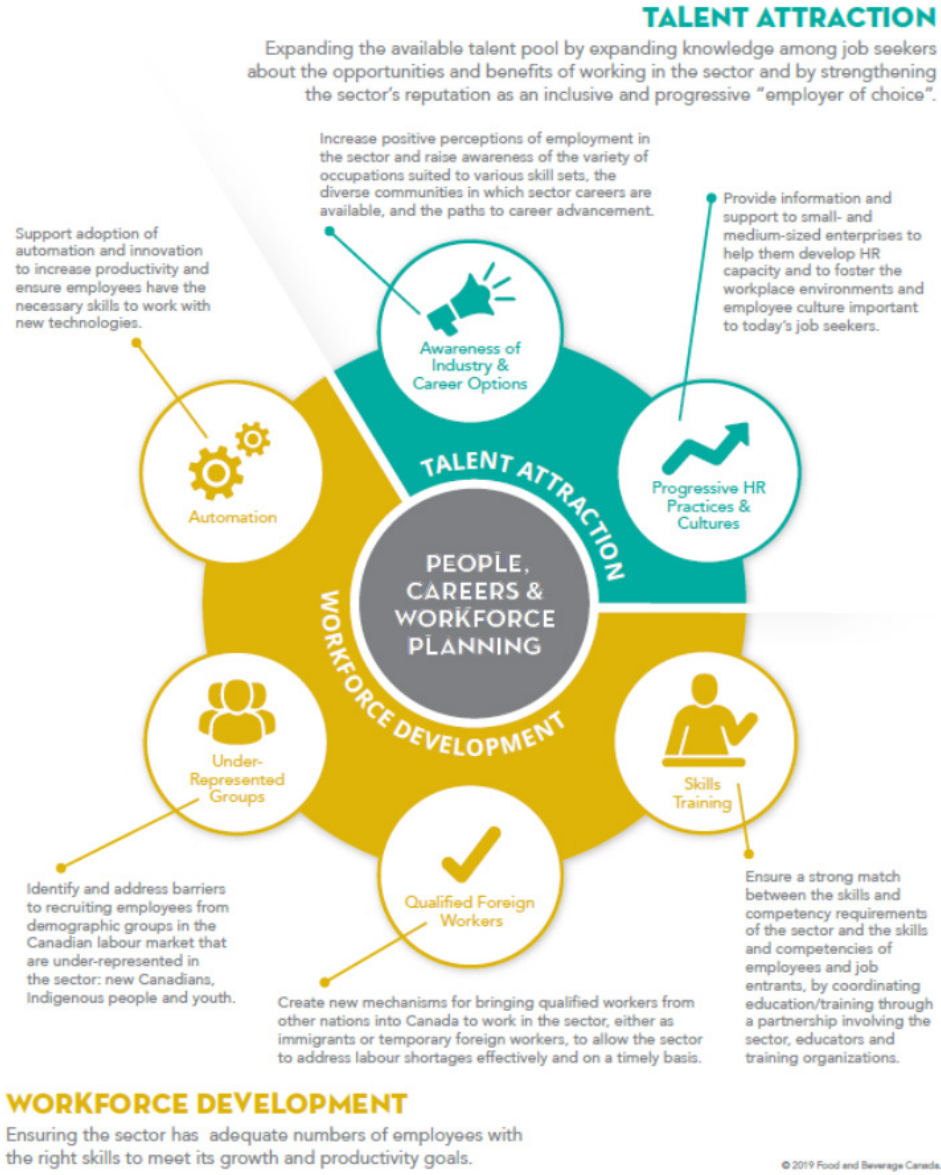 TALENT ATTRACTION
Expanding the available talent pool by expanding knowledge among job seekers
about the opportunities and benefits of working in the sector and by strengthening
the sector's reputation as an inclusive and progressive "employer of choice".
Increase positive perceptions of employment in
the sector and raise awareness of the variety of
occupations suited to various skill sets, the
diverse communities in which sector careers are
available, and the paths to career advancement.
Provide information and
support to small- and
medium-sized enterprises to
help them develop HR
capacity and to foster the
workplace environments and
employee culture important
to today's job seekers.
Support adoption of
automation and innovation
to increase productivity and
ensure employees have the
necessary skills to work with
new technologies.
Awareness of
Industry &
Career Options
Progressive HR
Practices &
Cultures
Automation
TALENT ATTRACTION
PEOPLE,
CAREERS &
WORKFORCE
PLANNING
WORKFORCE DEVELOPMENT
Under-
Represented
Groups
Qualified Foreign
Workers
Skills
Training
Identify and address barriers
to recruiting employees from
demographic groups in the
Canadian labour market that
are under-represented in
the sector: new Canadians,
Indigenous people and youth.
Create new mechanisms for bringing qualified workers from
other nations into Canada to work in the sector, either as
immigrants or temporary foreign workers, to allow the sector
to address labour shortages effectively and on a timely basis.
Ensure a strong match
between the skills and
competency requirements
of the sector and the skills
and competencies of
employees and job
entrants, by coordinating
education/training through
a partnership involving the
sector, educators and
training organizations.
WORKFORCE DEVELOPMENT
Ensuring the sector has adequate numbers of employees with
the right skills to meet its growth and productivity goals.
© 2019 Food and Beverage Canada.